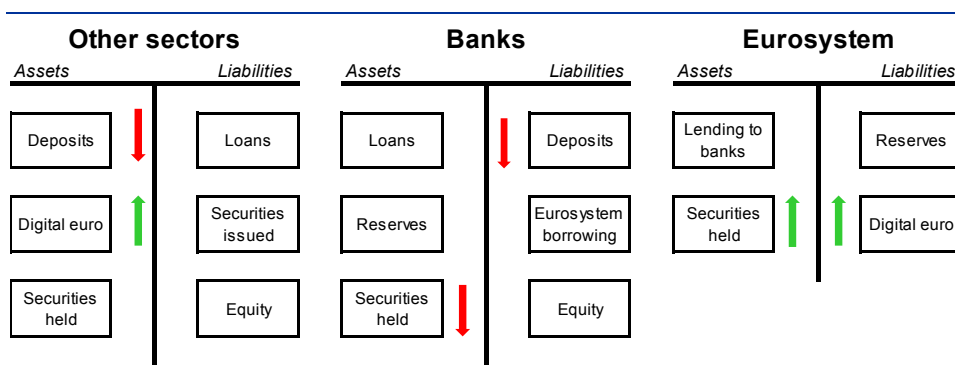 Other sectors
Banks
Eurosystem
Assets
Liabilities
Assets
Liabilities
Assets
Liabilities
Deposits
Loans
Loans
Deposits
Lending to
banks
Reserves
Digital euro
Securities
issued
Reserves
Eurosystem
borrowing
Securities
held
Digital euro
Securities
held
Equity
Securities
held
Equity